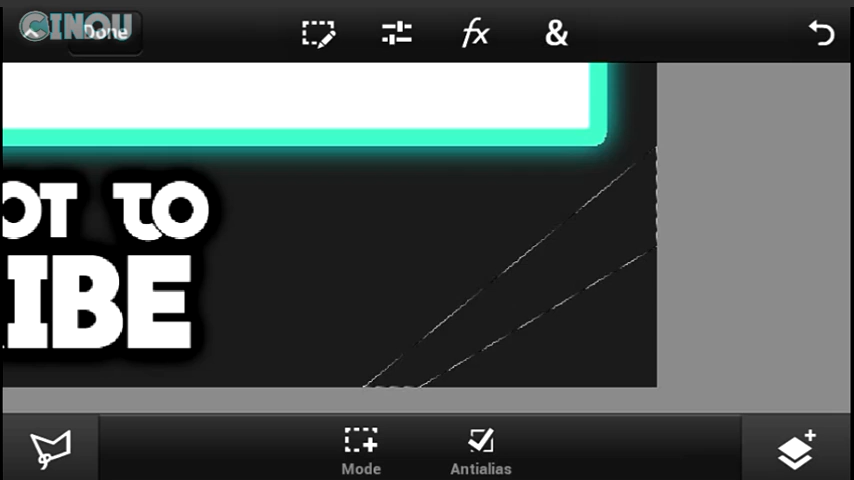 CINOU
Done
fx
&
OT TO
IBE
Mode
Antialias